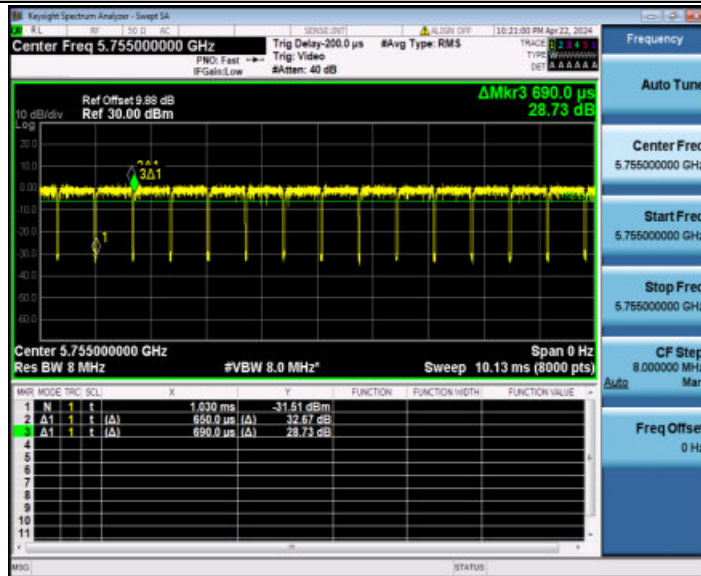 Keysight Spectrum Analyzer - Swept SA
RL RF 50 Ω AC SENSE:INT ALIGN OFF 10:21:00 PM Apr 22, 2024
Center Freq 5.755000000 GHz
PNO: Fast
IFGain:Low
Trig Delay-200.0 µs
Trig: Video
#Atten: 40 dB
#Avg Type: RMS
TRACE 1 2 3 4 5 6
TYPE
DET A A A A A A
ΔMkr3 690.0 µs
28.73 dB
Ref Offset 9.88 dB
10 dB/div Ref 30.00 dBm
Log
20.0
10.0
0.00
-10.0
-20.0
-30.0
-40.0
-50.0
-60.0
3Δ1
1
Center 5.755000000 GHz Span 0 Hz
Res BW 8 MHz #VBW 8.0 MHz* Sweep 10.13 ms (8000 pts)
MKR MODE TRC SCL X Y FUNCTION FUNCTION WIDTH FUNCTION VALUE
1 N 1 t 1.030 ms -31.51 dBm
2 Δ1 1 t (Δ) 650.0 µs (Δ) 32.67 dB
3 Δ1 1 t (Δ) 690.0 µs (Δ) 28.73 dB
4
5
6
7
8
9
10
11
MSG STATUS
Frequency
Auto Tune
Center Freq
5.755000000 GHz
Start Freq
5.755000000 GHz
Stop Freq
5.755000000 GHz
CF Step
8.000000 MHz
Auto Man
Freq Offset
0 Hz